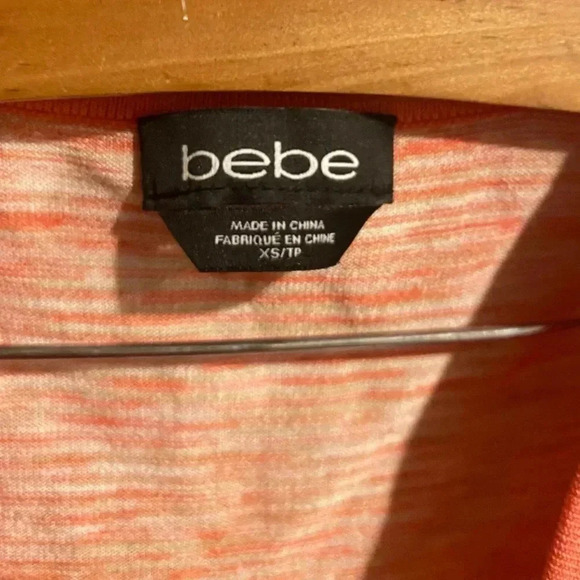 bebe
MADE IN CHINA
FABRIQUÉ EN CHINE
XS/TP